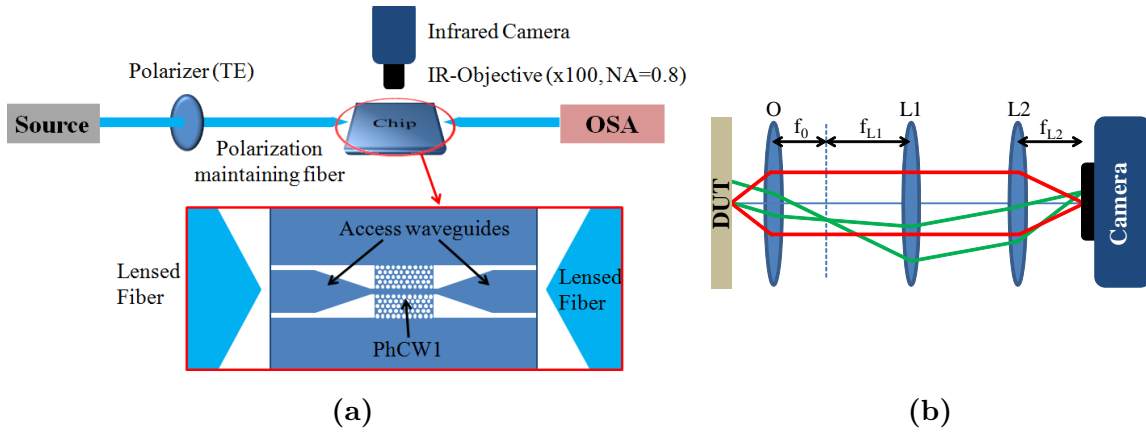 Infrared Camera
IR-Objective (x100, NA=0.8)
Polarizer (TE)
Source
Chip
OSA
Polarization
maintaining fiber
Access waveguides
Lensed
Fiber
Lensed
Fiber
PhCW1
(a)
O
L1
L2
f0
fL1
fL2
DUT
Camera
(b)